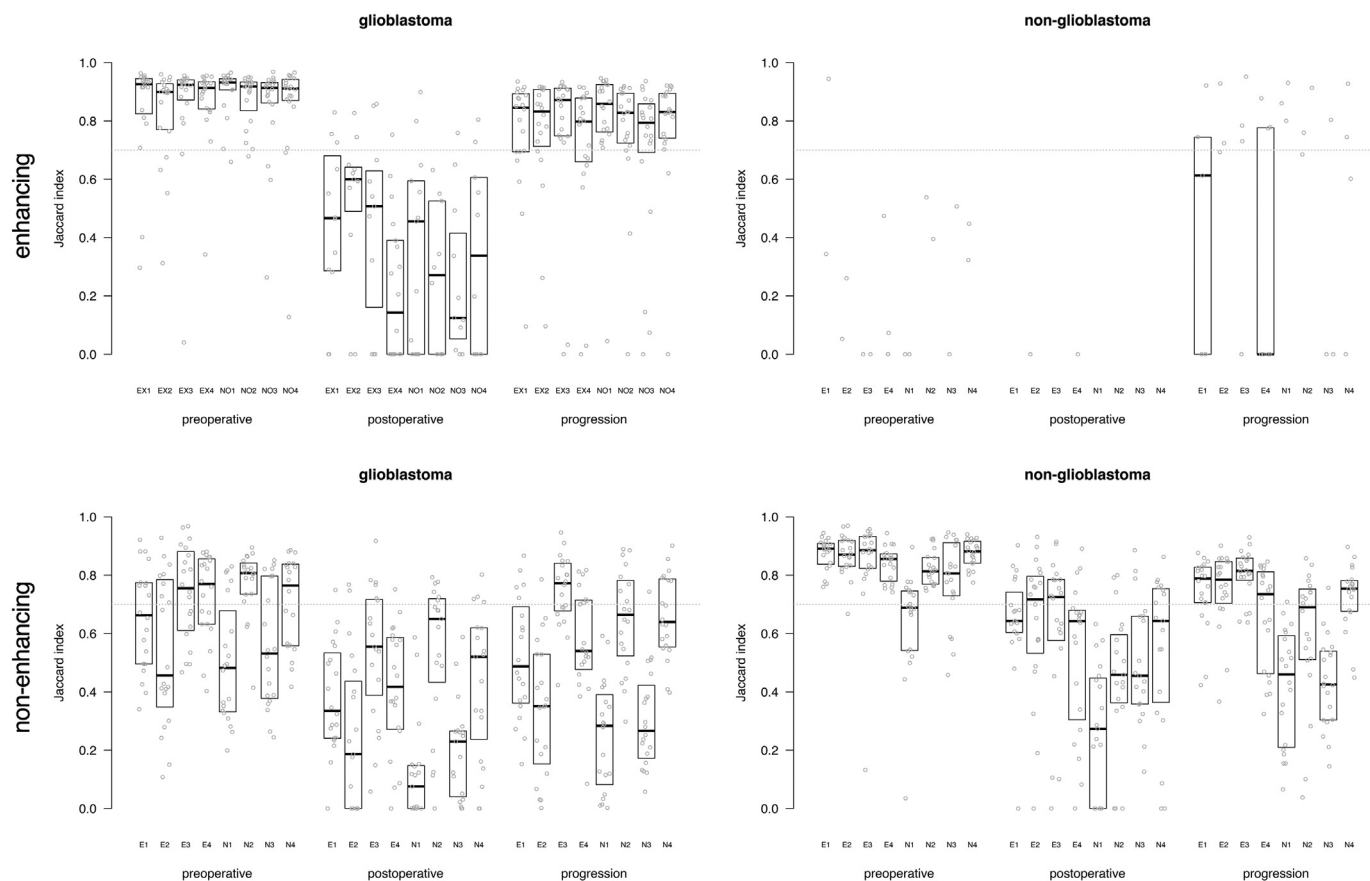 glioblastoma
non-glioblastoma
enhancing
Jaccard index
1.0
0.8
0.6
0.4
0.2
0.0
EX1 EX2 EX3 EX4 NO1 NO2 NO3 NO4 EX1 EX2 EX3 EX4 NO1 NO2 NO3 NO4 EX1 EX2 EX3 EX4 NO1 NO2 NO3 NO4
preoperative postoperative progression
Jaccard index
1.0
0.8
0.6
0.4
0.2
0.0
E1 E2 E3 E4 N1 N2 N3 N4 E1 E2 E3 E4 N1 N2 N3 N4 E1 E2 E3 E4 N1 N2 N3 N4
preoperative postoperative progression
glioblastoma
non-glioblastoma
non-enhancing
Jaccard index
1.0
0.8
0.6
0.4
0.2
0.0
E1 E2 E3 E4 N1 N2 N3 N4 E1 E2 E3 E4 N1 N2 N3 N4 E1 E2 E3 E4 N1 N2 N3 N4
preoperative postoperative progression
Jaccard index
1.0
0.8
0.6
0.4
0.2
0.0
E1 E2 E3 E4 N1 N2 N3 N4 E1 E2 E3 E4 N1 N2 N3 N4 E1 E2 E3 E4 N1 N2 N3 N4
preoperative postoperative progression